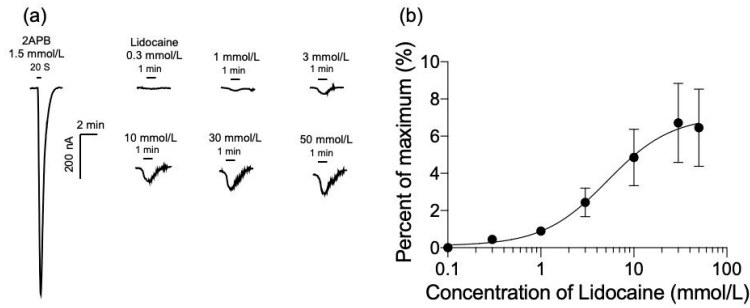 (a)
2APB
1.5 mmol/L
20 S
Lidocaine
0.3 mmol/L
1 min
1 mmol/L
1 min
3 mmol/L
1 min
2 min
200 nA
10 mmol/L
1 min
30 mmol/L
1 min
50 mmol/L
1 min
(b)
Percent of maximum (%)
10
8
6
4
2
0
0.1
1
10
100
Concentration of Lidocaine (mmol/L)